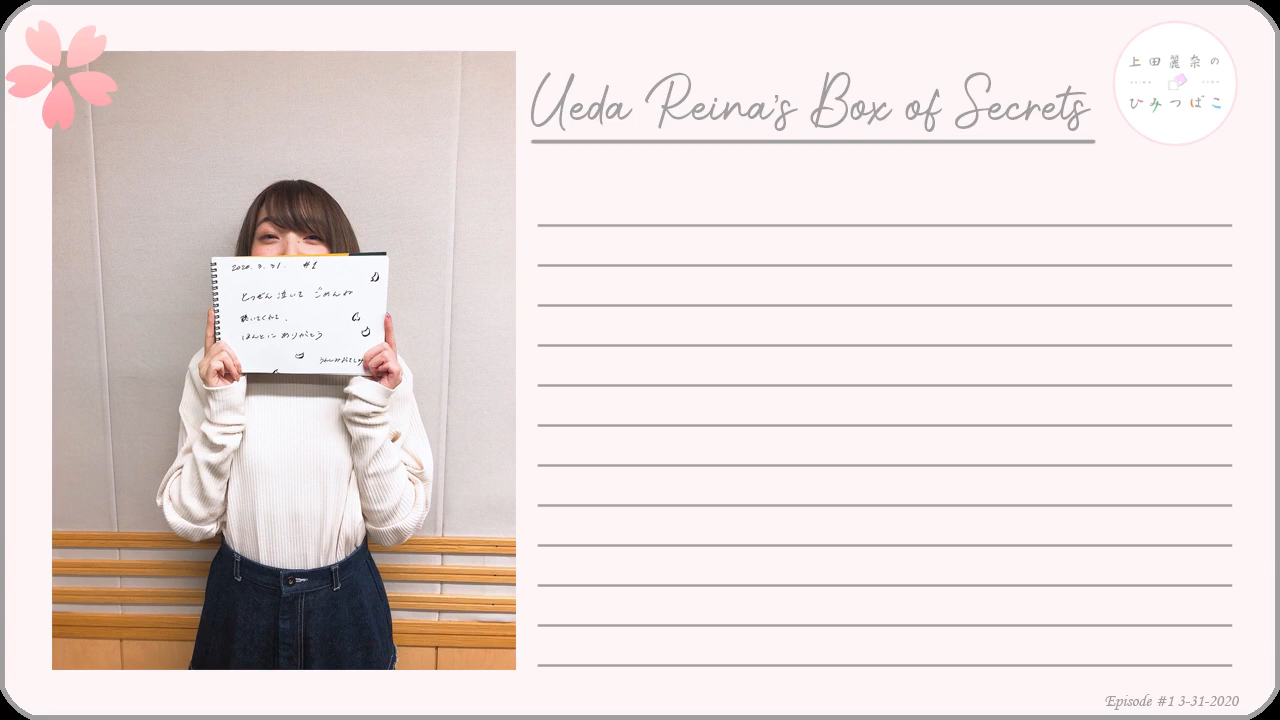 Ueda Reina's Box of Secrets
上田麗奈の
ひみつばこ
2020. 3. 31. #1
とつぜん泣いて ごめんね
聴いてくれて、
ほんとに ありがとう
Episode #1 3-31-2020